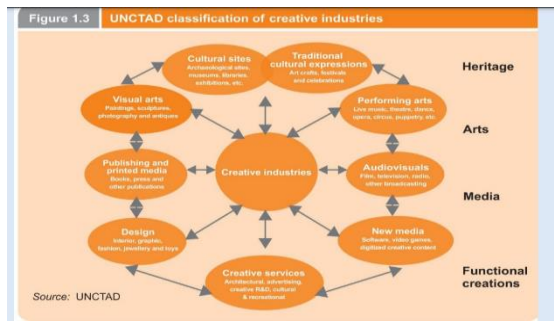 Figure 1.3 UNCTAD classification of creative industries
Cultural sites
Archaeological sites,
museums, libraries,
exhibitions, etc.
Traditional
cultural expressions
Art crafts, festivals
and celebrations
Heritage
Visual arts
Paintings, sculptures,
photography and antiques
Performing arts
Live music, theatre, dance,
opera, circus, puppetry, etc.
Arts
Publishing and
printed media
Books, press and
other publications
Creative industries
Audiovisuals
Film, television, radio,
other broadcasting
Media
Design
Interior, graphic,
fashion, jewellery and toys
New media
Software, video games,
digitized creative content
Creative services
Architectural, advertising,
creative R&D, cultural
& recreational
Functional
creations
Source: UNCTAD